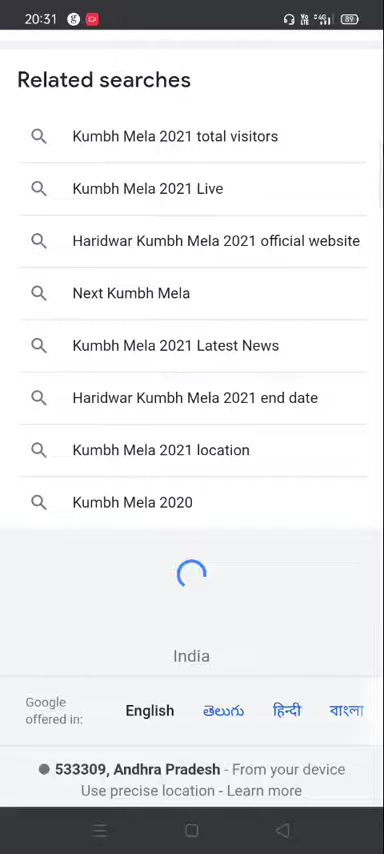 20:31
89
Related searches
Kumbh Mela 2021 total visitors
Kumbh Mela 2021 Live
Haridwar Kumbh Mela 2021 official website
Next Kumbh Mela
Kumbh Mela 2021 Latest News
Haridwar Kumbh Mela 2021 end date
Kumbh Mela 2021 location
Kumbh Mela 2020
India
Google
offered in:
English తెలుగు हिन्दी বাংলা
533309, Andhra Pradesh - From your device
Use precise location - Learn more